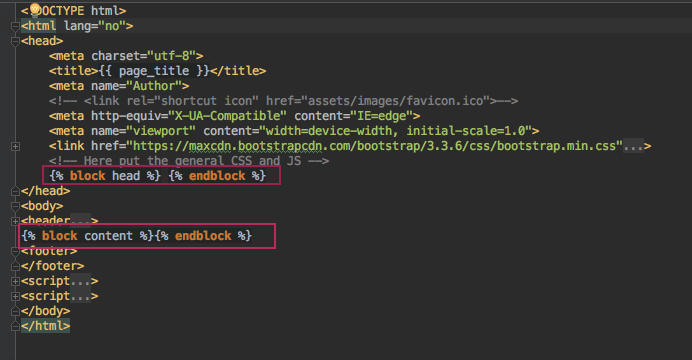 < OCTYPE html>
<html lang="no">
<head>
<meta charset="utf-8">
<title>{{ page_title }}</title>
<meta name="Author">
<!-- <link rel="shortcut icon" href="assets/images/favicon.ico">-->
<meta http-equiv="X-UA-Compatible" content="IE=edge">
<meta name="viewport" content="width=device-width, initial-scale=1.0">
<link href="https://maxcdn.bootstrapcdn.com/bootstrap/3.3.6/css/bootstrap.min.css"...>
<!-- Here put the general CSS and JS -->
{% block head %} {% endblock %}
</head>
<body>
<header...>
{% block content %}{% endblock %}
<footer>
</footer>
<script...>
<script...>
</body>
</html>